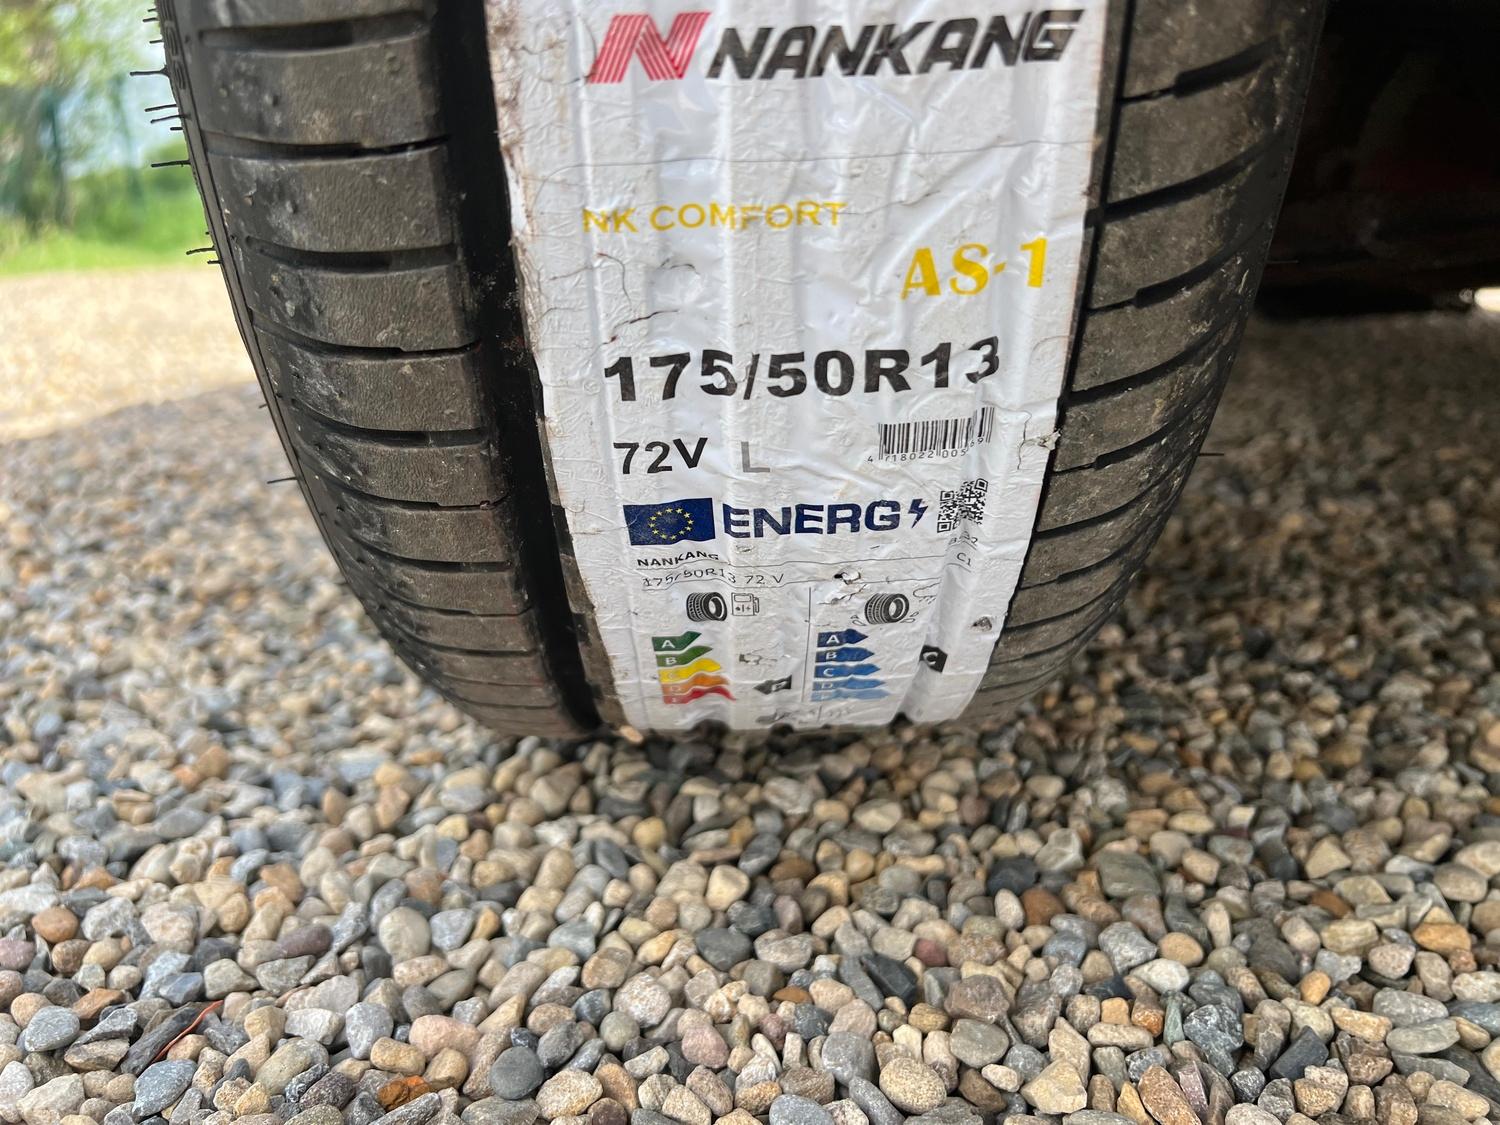 NANKANG
NK COMFORT
AS-1
175/50R13
72V L
ENERG
NANKANG
175/50R13 72 V
C1
A
B
C
D
A
B
C
D
C